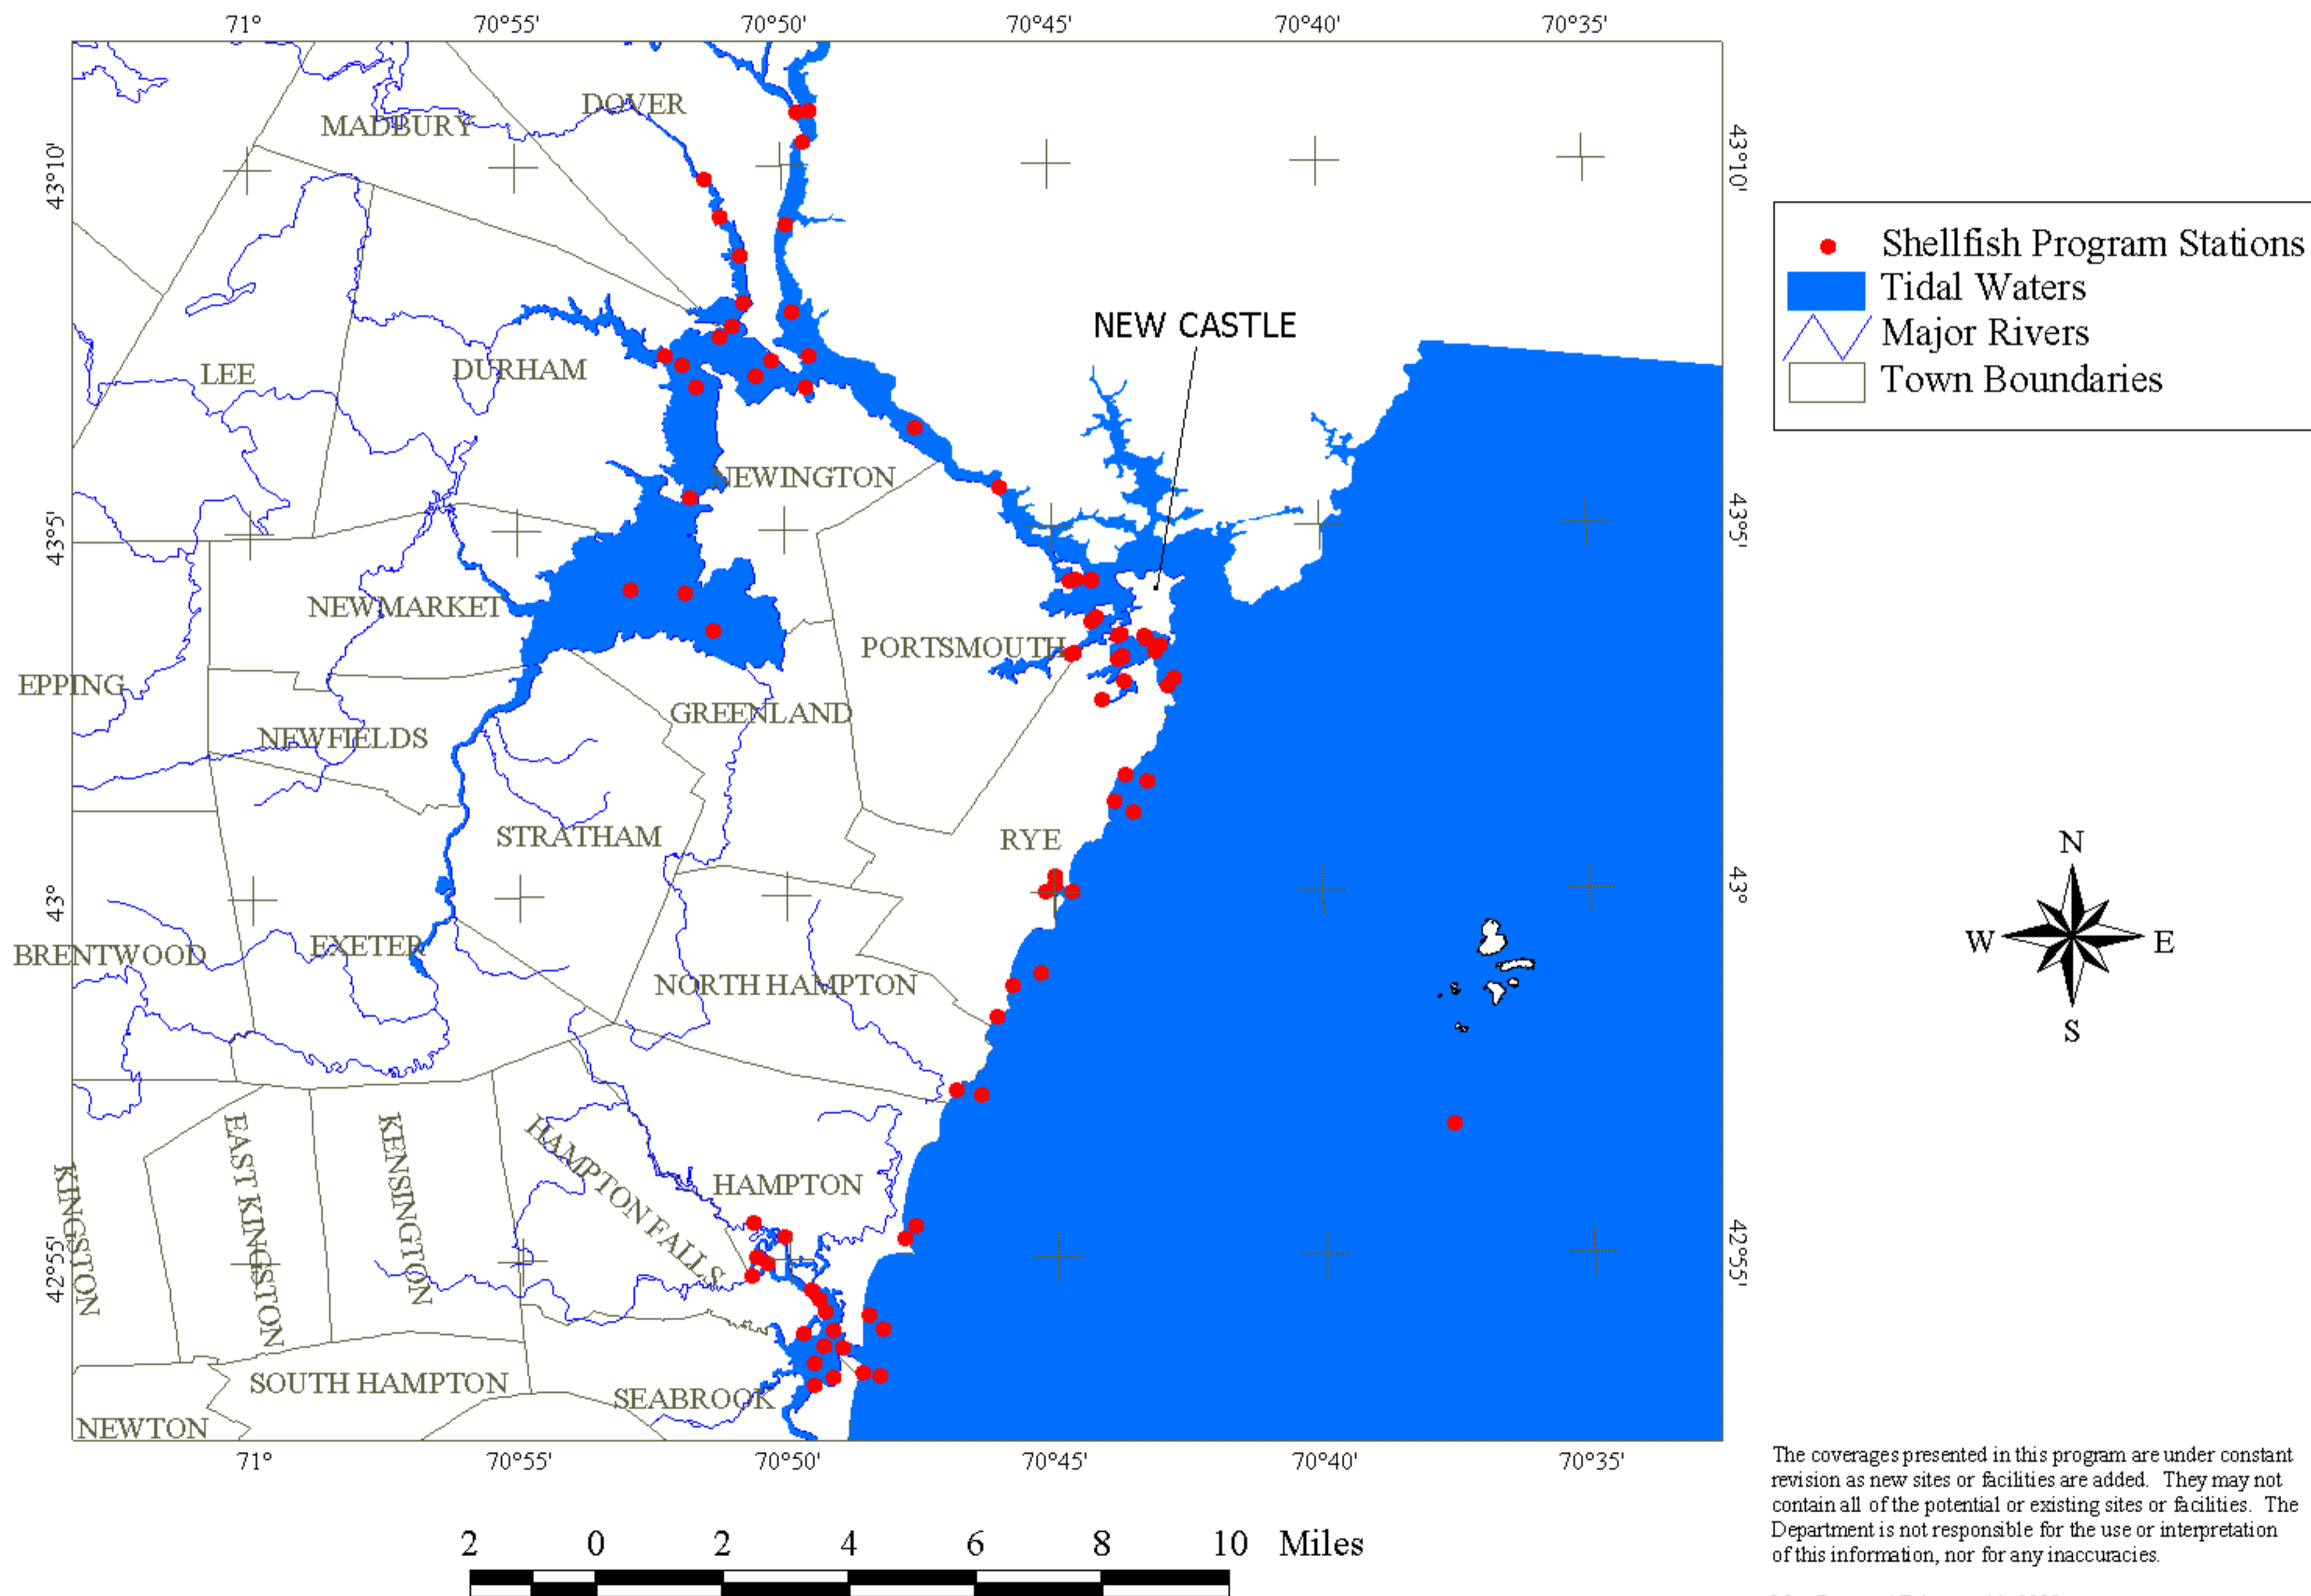 71° 70°55' 70°50' 70°45' 70°40' 70°35'
DOVER
MADBURY
43°10' 43°10'
Shellfish Program Stations
Tidal Waters
Major Rivers
Town Boundaries
NEW CASTLE
LEE
DURHAM
NEWINGTON
43°5' 43°5'
NEWMARKET
PORTSMOUTH
EPPING
GREENLAND
NEWFIELDS
STRATHAM
RYE
43° 43°
N
W E
S
BRENTWOOD
EXETER
NORTH HAMPTON
KINGSTON
EAST KINGSTON
KENSINGTON
HAMPTON FALLS
HAMPTON
42°55' 42°55'
SOUTH HAMPTON
SEABROOK
NEWTON
71° 70°55' 70°50' 70°45' 70°40' 70°35'
The coverages presented in this program are under constant
revision as new sites or facilities are added. They may not
contain all of the potential or existing sites or facilities. The
Department is not responsible for the use or interpretation
of this information, nor for any inaccuracies.
2 0 2 4 6 8 10 Miles